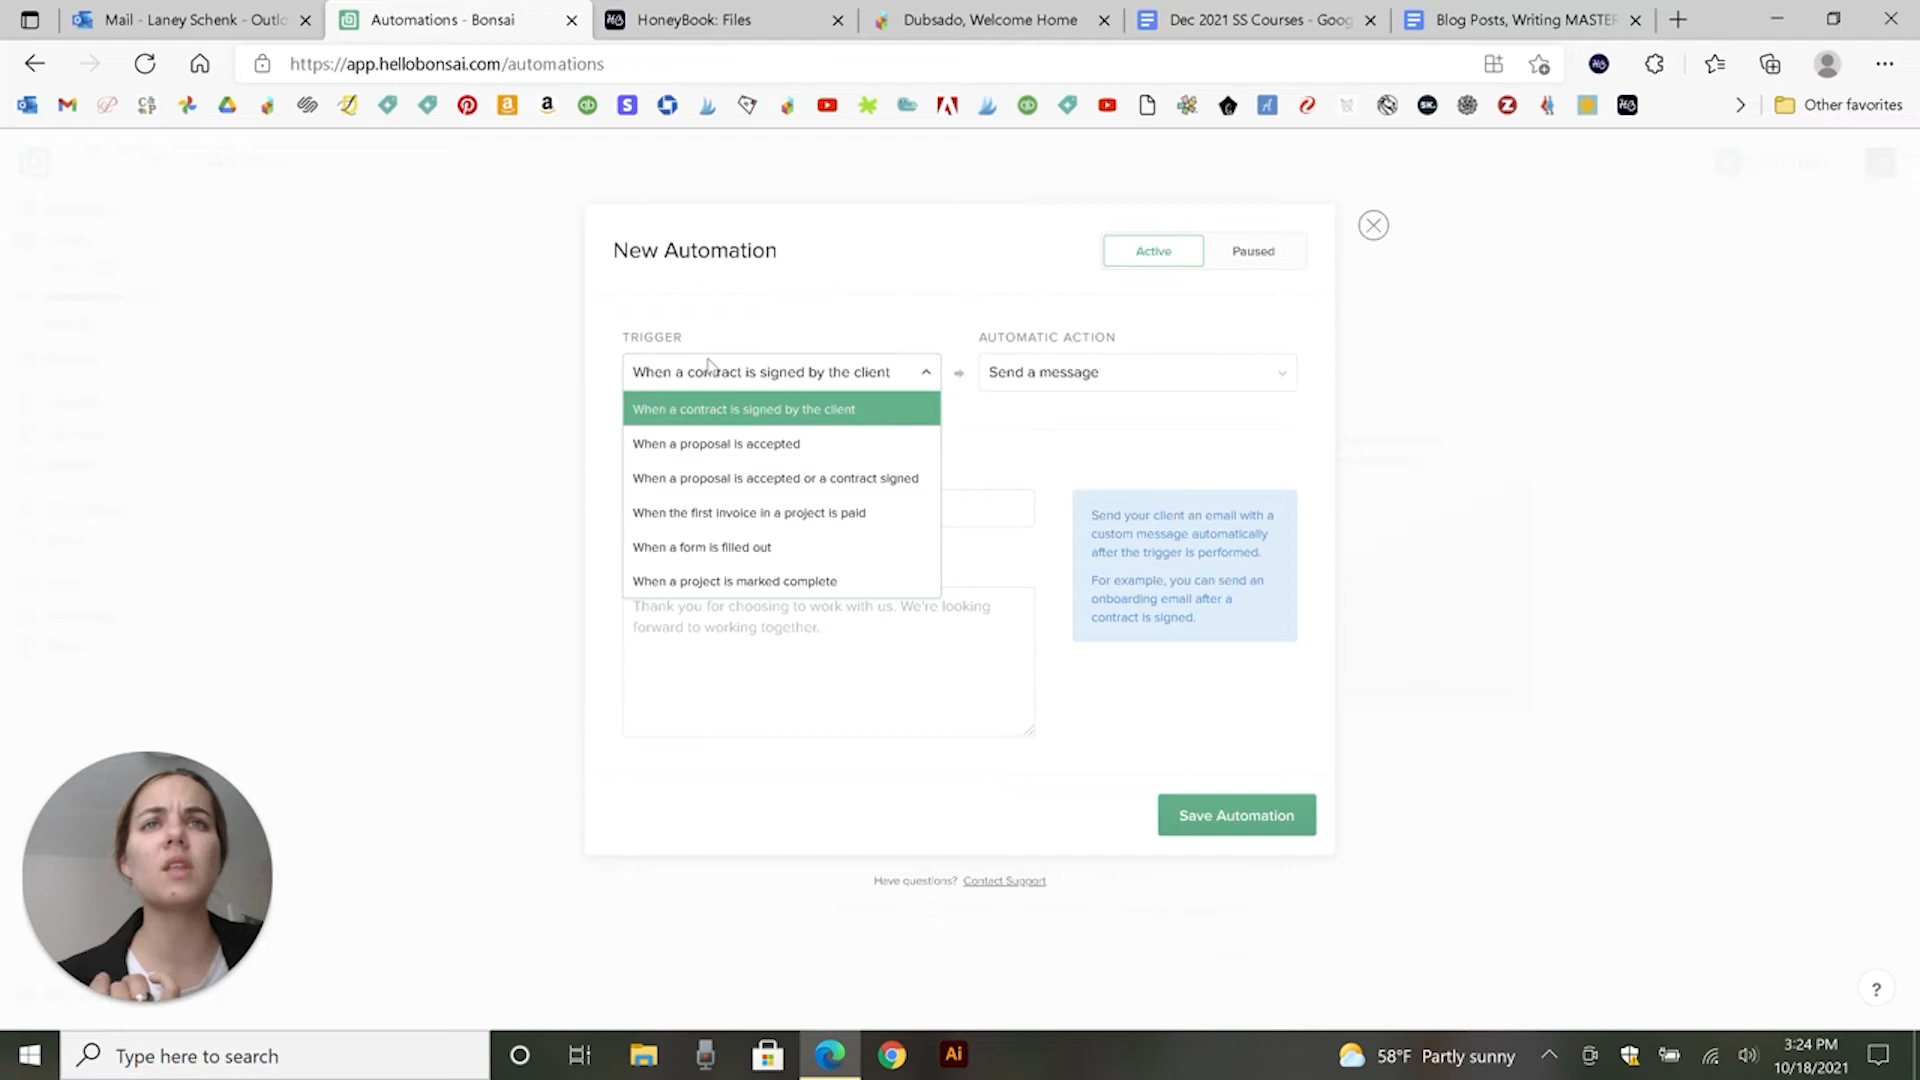 Mail - Laney Schenk - Outlo
Automations - Bonsai
HoneyBook: Files
Dubsado, Welcome Home
Dec 2021 SS Courses - Goog
Blog Posts, Writing MASTER
https://app.hellobonsai.com/automations
Other favorites
New Automation
Active
Paused
TRIGGER
AUTOMATIC ACTION
When a contract is signed by the client
Send a message
When a contract is signed by the client
When a proposal is accepted
When a proposal is accepted or a contract signed
When the first invoice in a project is paid
When a form is filled out
When a project is marked complete
Send your client an email with a
custom message automatically
after the trigger is performed.
For example, you can send an
onboarding email after a
contract is signed.
Thank you for choosing to work with us. We're looking
forward to working together.
Save Automation
Have questions? Contact Support
?
Type here to search
Ai
58°F Partly sunny
3:24 PM
10/18/2021